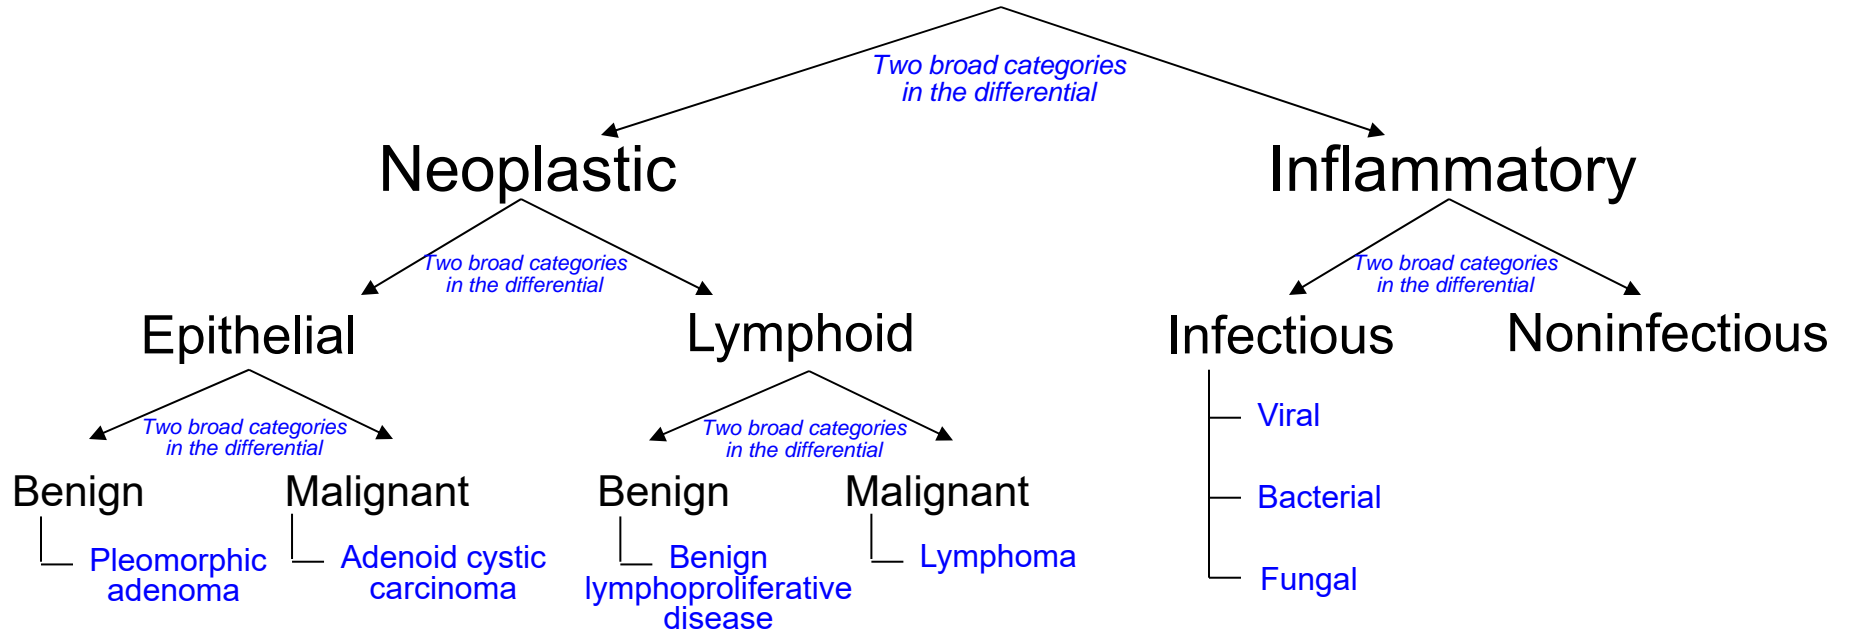 Two broad categories
in the differential
Neoplastic
Inflammatory
Two broad categories
in the differential
Two broad categories
in the differential
Epithelial
Lymphoid
Infectious
Noninfectious
Two broad categories
in the differential
Two broad categories
in the differential
Viral
Benign
Malignant
Benign
Malignant
Bacterial
Pleomorphic
adenoma
Adenoid cystic
carcinoma
Benign
lymphoproliferative
disease
Lymphoma
Fungal